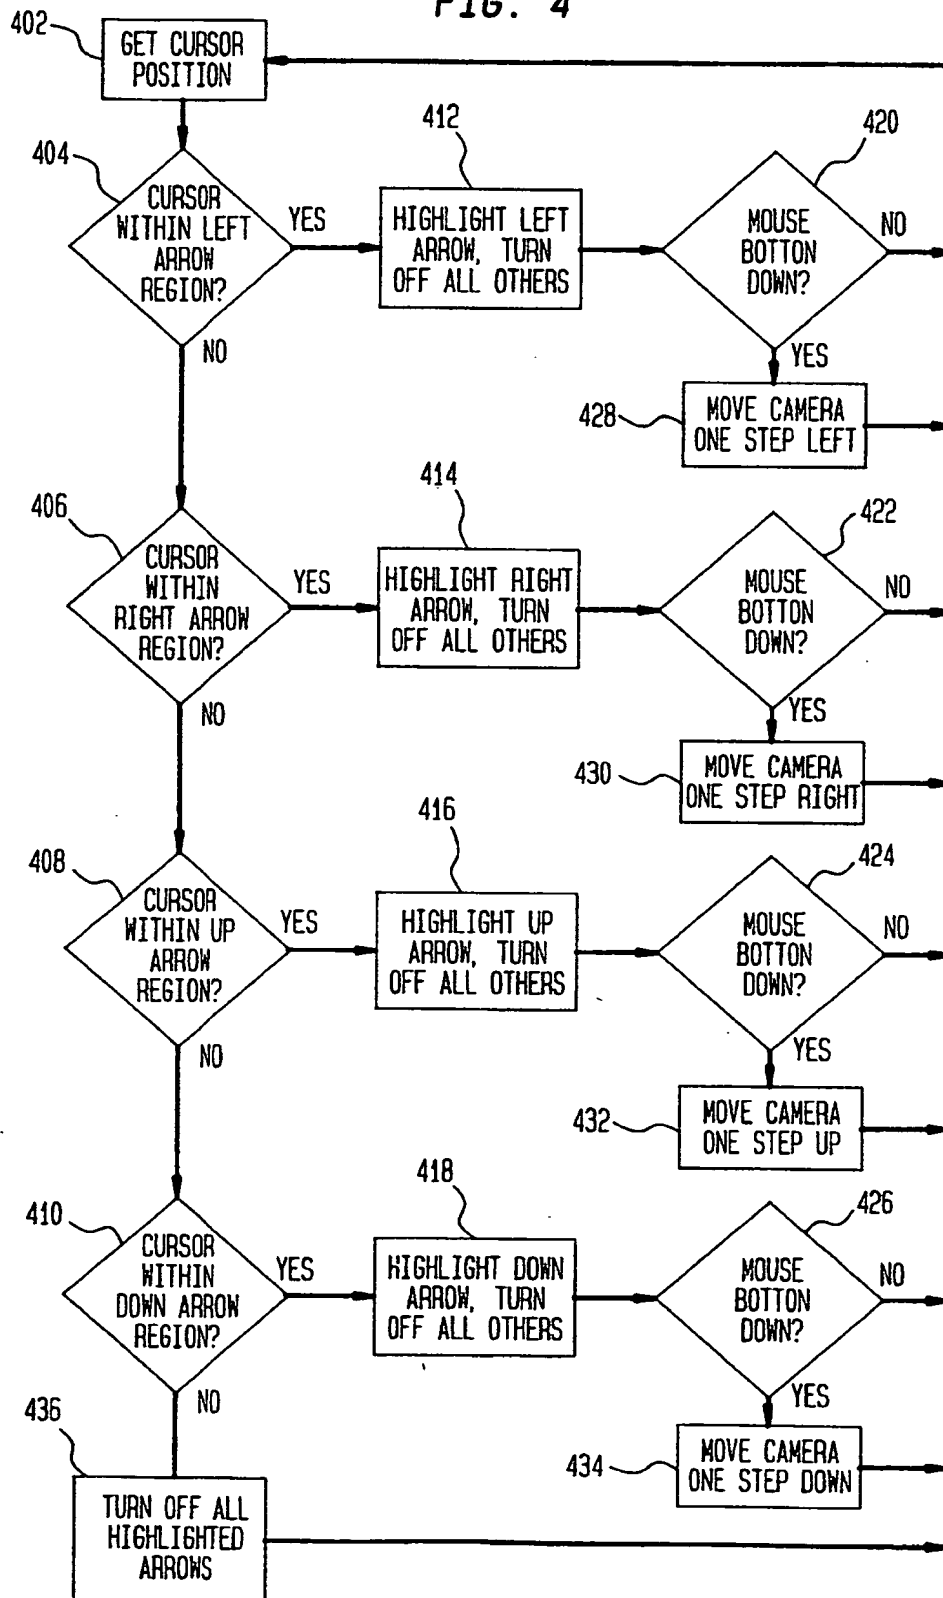 FIG. 4
402
GET CURSOR
POSITION
404
CURSOR
WITHIN LEFT
ARROW
REGION?
YES
NO
412
HIGHLIGHT LEFT
ARROW, TURN
OFF ALL OTHERS
420
MOUSE
BOTTON
DOWN?
NO
YES
428
MOVE CAMERA
ONE STEP LEFT
406
CURSOR
WITHIN
RIGHT ARROW
REGION?
YES
NO
414
HIGHLIGHT RIGHT
ARROW, TURN
OFF ALL OTHERS
422
MOUSE
BOTTON
DOWN?
NO
YES
430
MOVE CAMERA
ONE STEP RIGHT
408
CURSOR
WITHIN UP
ARROW
REGION?
YES
NO
416
HIGHLIGHT UP
ARROW, TURN
OFF ALL OTHERS
424
MOUSE
BOTTON
DOWN?
NO
YES
432
MOVE CAMERA
ONE STEP UP
410
CURSOR
WITHIN
DOWN ARROW
REGION?
YES
NO
418
HIGHLIGHT DOWN
ARROW, TURN
OFF ALL OTHERS
426
MOUSE
BOTTON
DOWN?
NO
YES
434
MOVE CAMERA
ONE STEP DOWN
436
TURN OFF ALL
HIGHLIGHTED
ARROWS